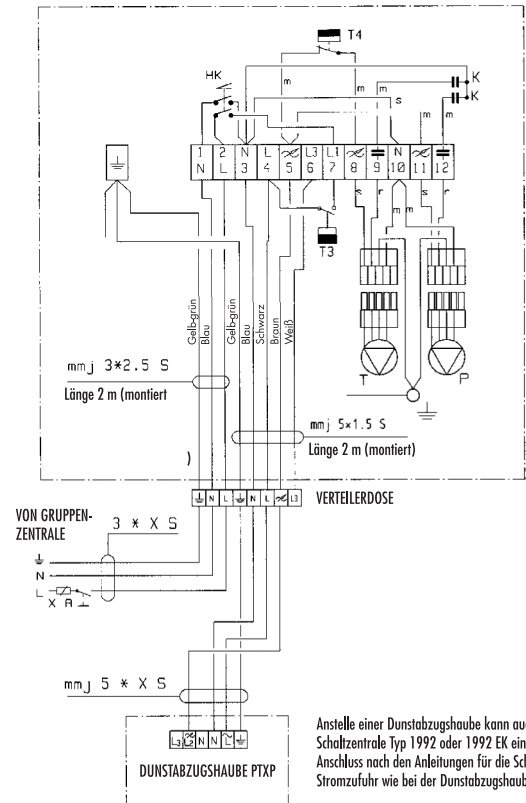 T4
HK
m
m
m
K
K
s
m
m
1 2 N L 4 5 L3 L1 8 9 N 11 12
N L 3 4 6 7 10
T3
s r m m s r
Gelb-grün
Blau
Gelb-grün
Blau
Schwarz
Braun
Weiß
T
P
mmj 3*2.5 S
Länge 2 m (montiert
mmj 5×1.5 S
Länge 2 m (montiert)
)
N L N L L3
VERTEILERDOSE
VON GRUPPEN-
ZENTRALE
3 * X S
N
L
X A
mmj 5 * X S
L3 L2 N N L
DUNSTABZUGSHAUBE PTXP
Anstelle einer Dunstabzugshaube kann au
Schaltzentrale Typ 1992 oder 1992 EK ein
Anschluss nach den Anleitungen für die Sch
Stromzufuhr wie bei der Dunstabzugshaub